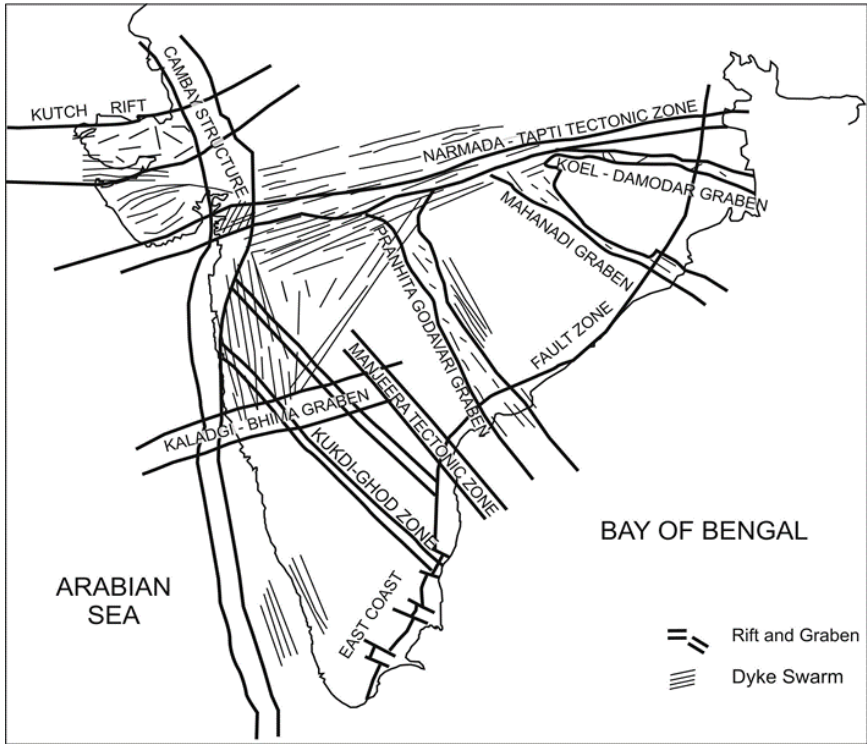 KUTCH RIFT
CAMBAY STRUCTURE
NARMADA - TAPTI TECTONIC ZONE
KOEL - DAMODAR GRABEN
MAHANADI GRABEN
PRANHITA GODAVARI GRABEN
FAULT ZONE
MANJEERA TECTONIC ZONE
KALADGI - BHIMA GRABEN
KUKDI-GHOD ZONE
EAST COAST
ARABIAN
SEA
BAY OF BENGAL
Rift and Graben
Dyke Swarm